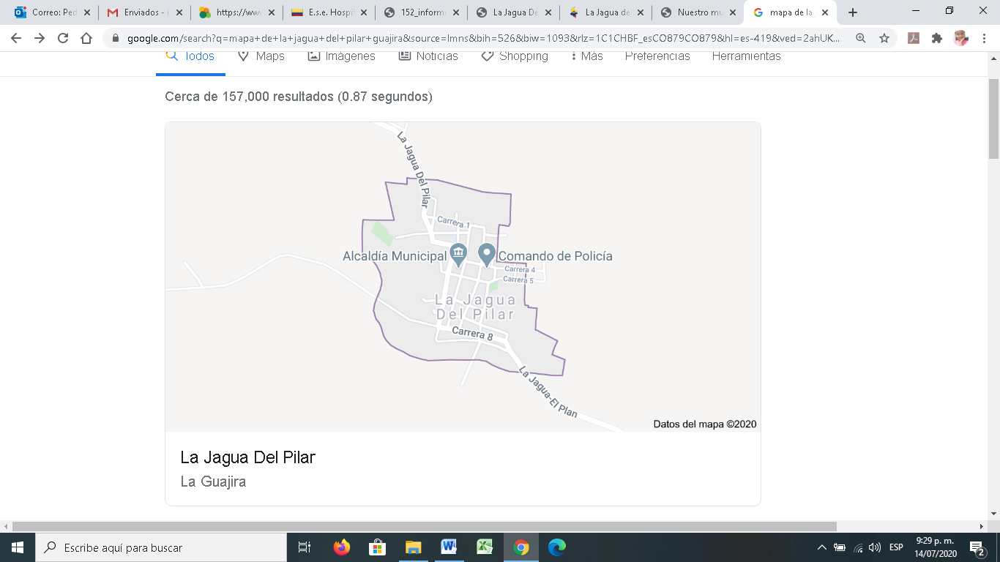 Correo: Ped
Enviados - i
https://www
E.s.e. Hospit
152_informe
La Jagua De
La Jagua de
Nuestro mu
mapa de la
google.com/search?q=mapa+de+la+jagua+del+pilar+guajira&source=lmns&bih=526&biw=1093&rlz=1C1CHBF_esCO879CO879&hl=es-419&ved=2ahUK...
Todos
Maps
Imágenes
Noticias
Shopping
Más
Preferencias
Herramientas
Cerca de 157,000 resultados (0.87 segundos)
La Jagua Del Pilar
Carrera 1
Alcaldía Municipal
Comando de Policía
Carrera 4
Carrera 5
La Jagua
Del Pilar
Carrera 8
La Jagua-El Plan
Datos del mapa ©2020
La Jagua Del Pilar
La Guajira
Escribe aquí para buscar
ESP
9:29 p. m.
14/07/2020
2